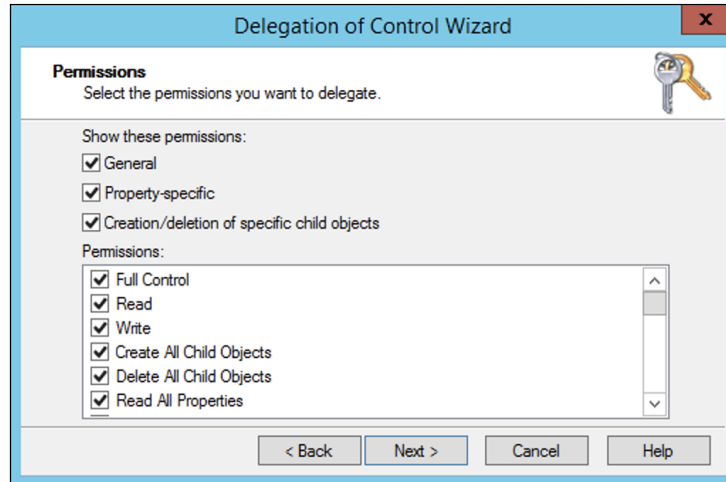 Delegation of Control Wizard
x
Permissions
Select the permissions you want to delegate.
Show these permissions:
General
Property-specific
Creation/deletion of specific child objects
Permissions:
Full Control
Read
Write
Create All Child Objects
Delete All Child Objects
Read All Properties
< Back Next > Cancel Help